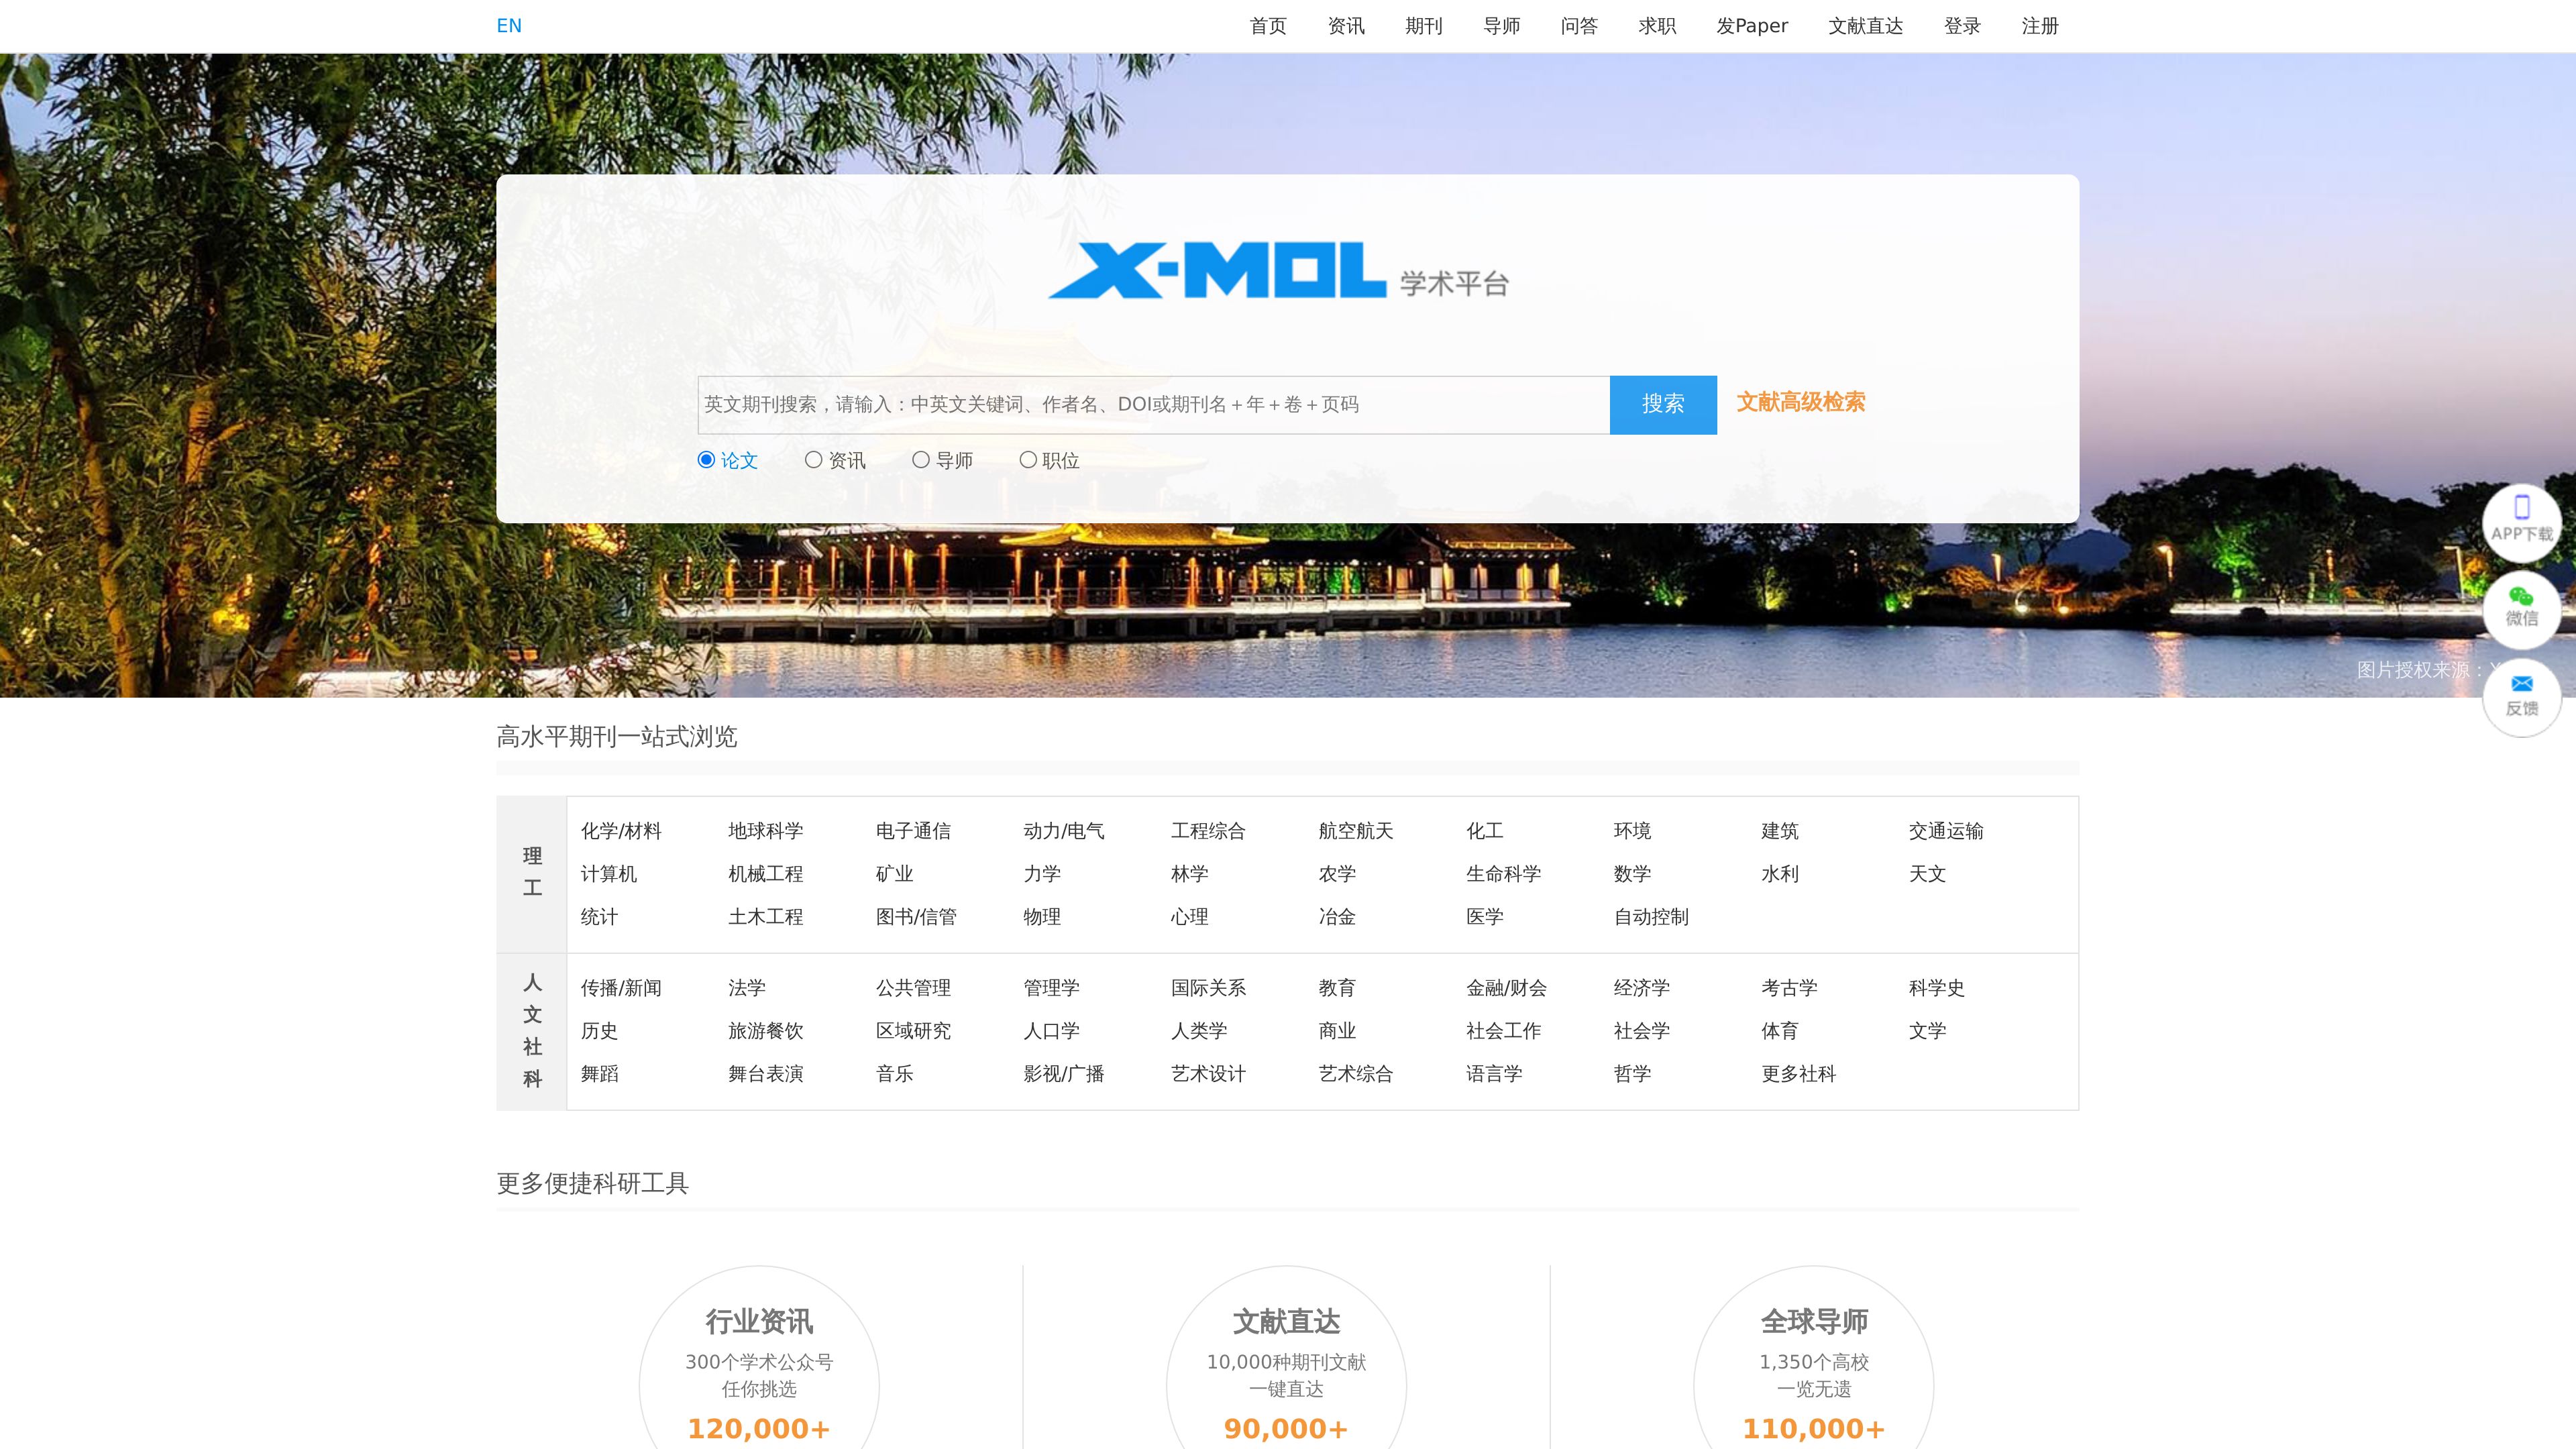 EN 首页 资讯 期刊 导师 问答 求职 发Paper 文献直达 登录 注册
X-MOL 学术平台
英文期刊搜索，请输入：中英文关键词、作者名、DOI或期刊名＋年＋卷＋页码 搜索 文献高级检索
论文 资讯 导师 职位
APP下载
微信
图片授权来源：
反馈
高水平期刊一站式浏览
理工
化学/材料 地球科学 电子通信 动力/电气 工程综合 航空航天 化工 环境 建筑 交通运输
计算机 机械工程 矿业 力学 林学 农学 生命科学 数学 水利 天文
统计 土木工程 图书/信管 物理 心理 冶金 医学 自动控制
人文社科
传播/新闻 法学 公共管理 管理学 国际关系 教育 金融/财会 经济学 考古学 科学史
历史 旅游餐饮 区域研究 人口学 人类学 商业 社会工作 社会学 体育 文学
舞蹈 舞台表演 音乐 影视/广播 艺术设计 艺术综合 语言学 哲学 更多社科
更多便捷科研工具
行业资讯
300个学术公众号
任你挑选
120,000+
文献直达
10,000种期刊文献
一键直达
90,000+
全球导师
1,350个高校
一览无遗
110,000+